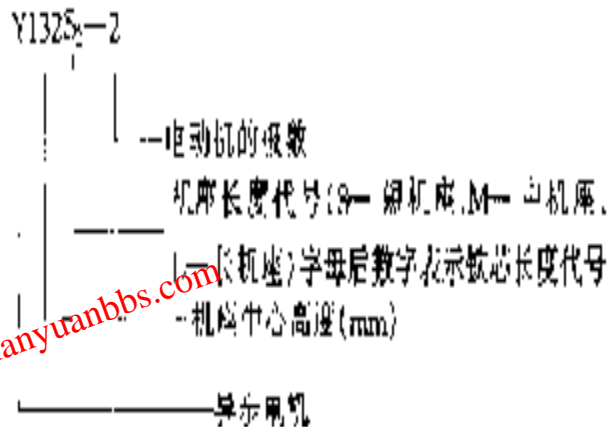 Y132S₂—2
电动机的极数
机座长度代号(S—短机座.M—中机座.
L—长机座)字母后数字表示铁芯长度代号
机座中心高度(mm)
异步电机
anyuanbbs.com